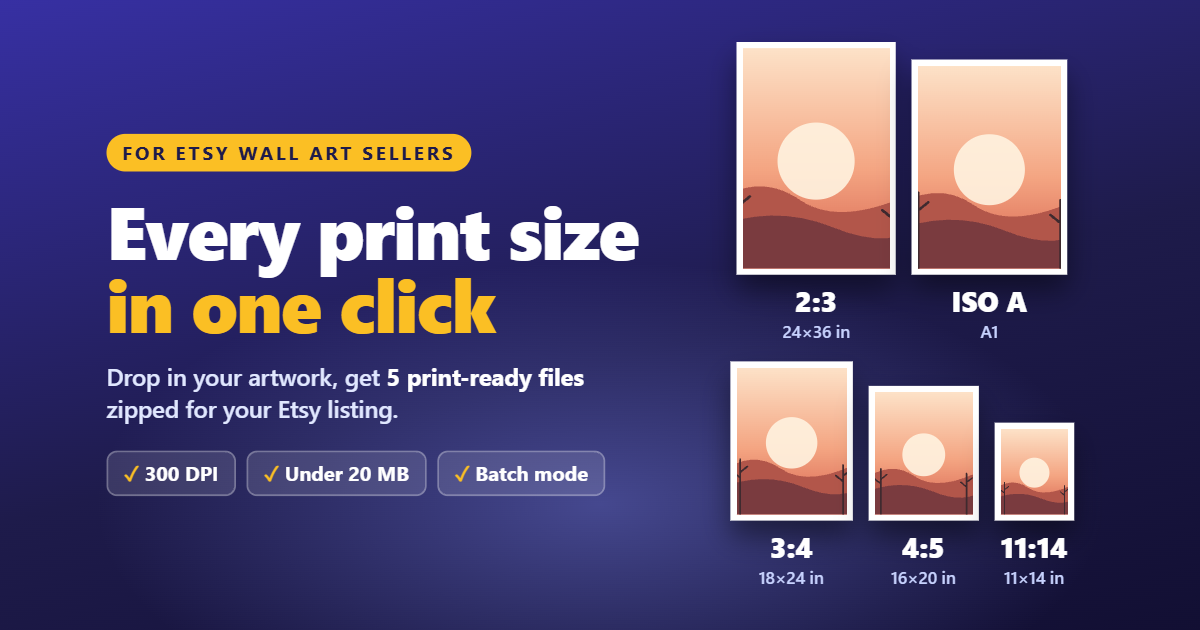 FOR ETSY WALL ART SELLERS
Every print size
in one click
Drop in your artwork, get 5 print-ready files
zipped for your Etsy listing.
✓ 300 DPI
✓ Under 20 MB
✓ Batch mode
2:3
24×36 in
ISO A
A1
3:4
18×24 in
4:5
16×20 in
11:14
11×14 in